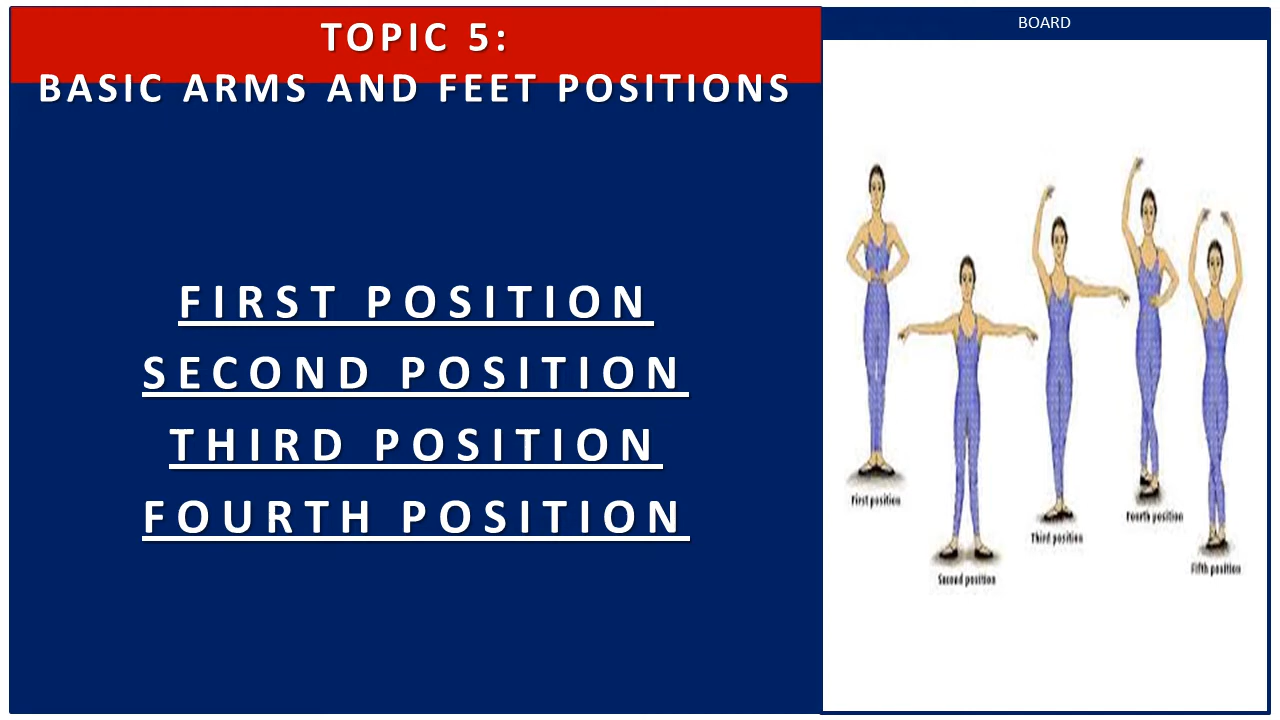 TOPIC 5:
BASIC ARMS AND FEET POSITIONS
FIRST POSITION
SECOND POSITION
THIRD POSITION
FOURTH POSITION
BOARD
First position
Second position
Third position
Fourth position
Fifth position